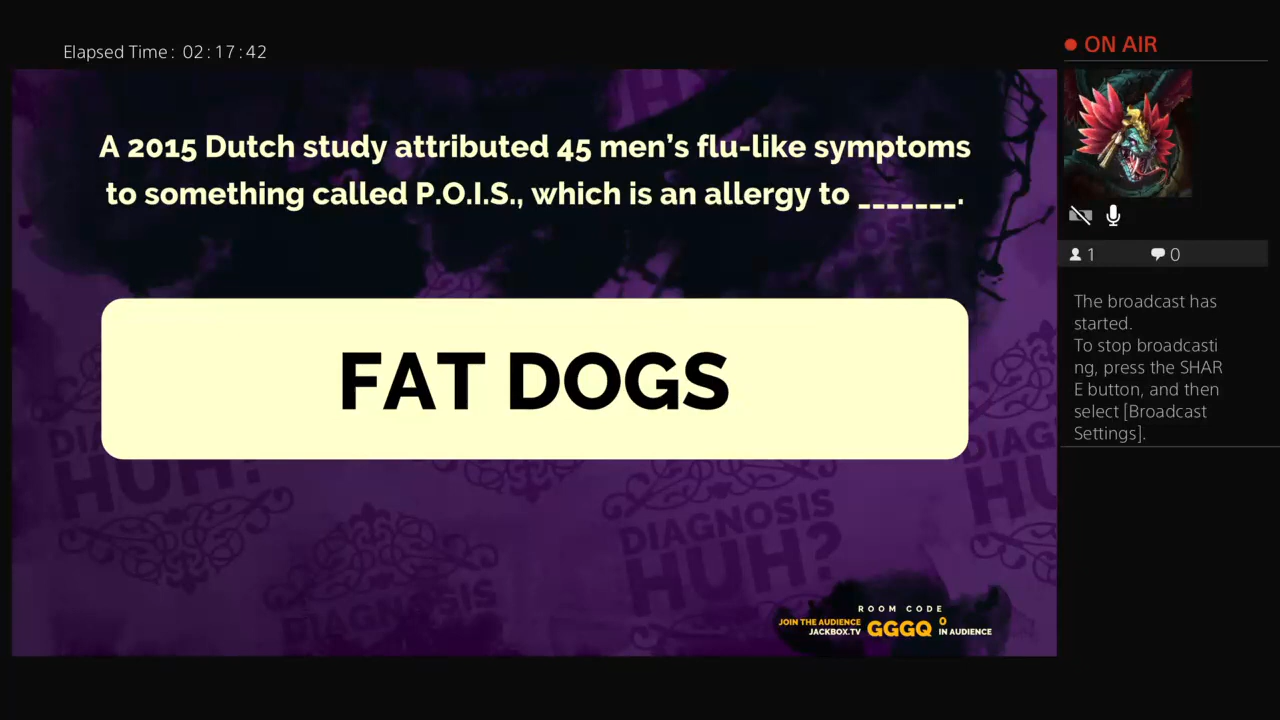 Elapsed Time: 02:17:42
ON AIR
A 2015 Dutch study attributed 45 men's flu-like symptoms
to something called P.O.I.S., which is an allergy to _______.
1
0
The broadcast has
started.
To stop broadcasti
ng, press the SHAR
E button, and then
select [Broadcast
Settings].
FAT DOGS
DIAGNOSIS
HUH?
ROOM CODE
JOIN THE AUDIENCE
JACKBOX.TV
GGGQ
0
IN AUDIENCE